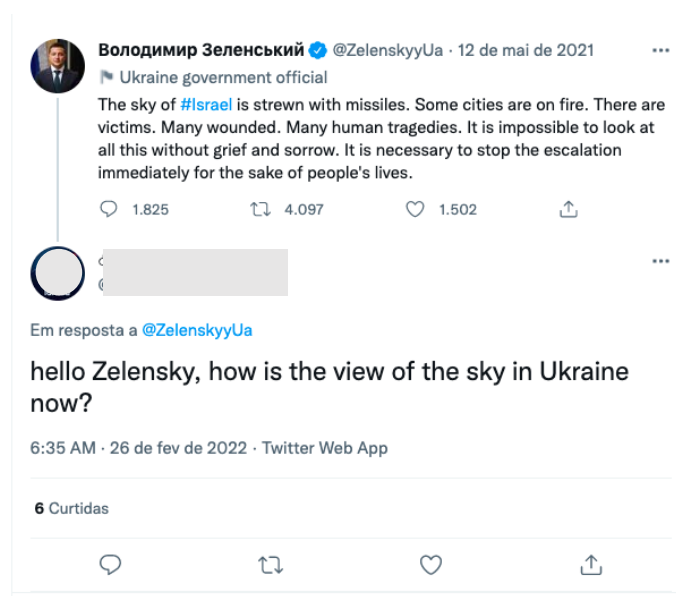 Володимир Зеленський @ZelenskyyUa · 12 de mai de 2021
Ukraine government official
The sky of #Israel is strewn with missiles. Some cities are on fire. There are
victims. Many wounded. Many human tragedies. It is impossible to look at
all this without grief and sorrow. It is necessary to stop the escalation
immediately for the sake of people's lives.
1.825 4.097 1.502
Em resposta a @ZelenskyyUa
hello Zelensky, how is the view of the sky in Ukraine
now?
6:35 AM · 26 de fev de 2022 · Twitter Web App
6 Curtidas